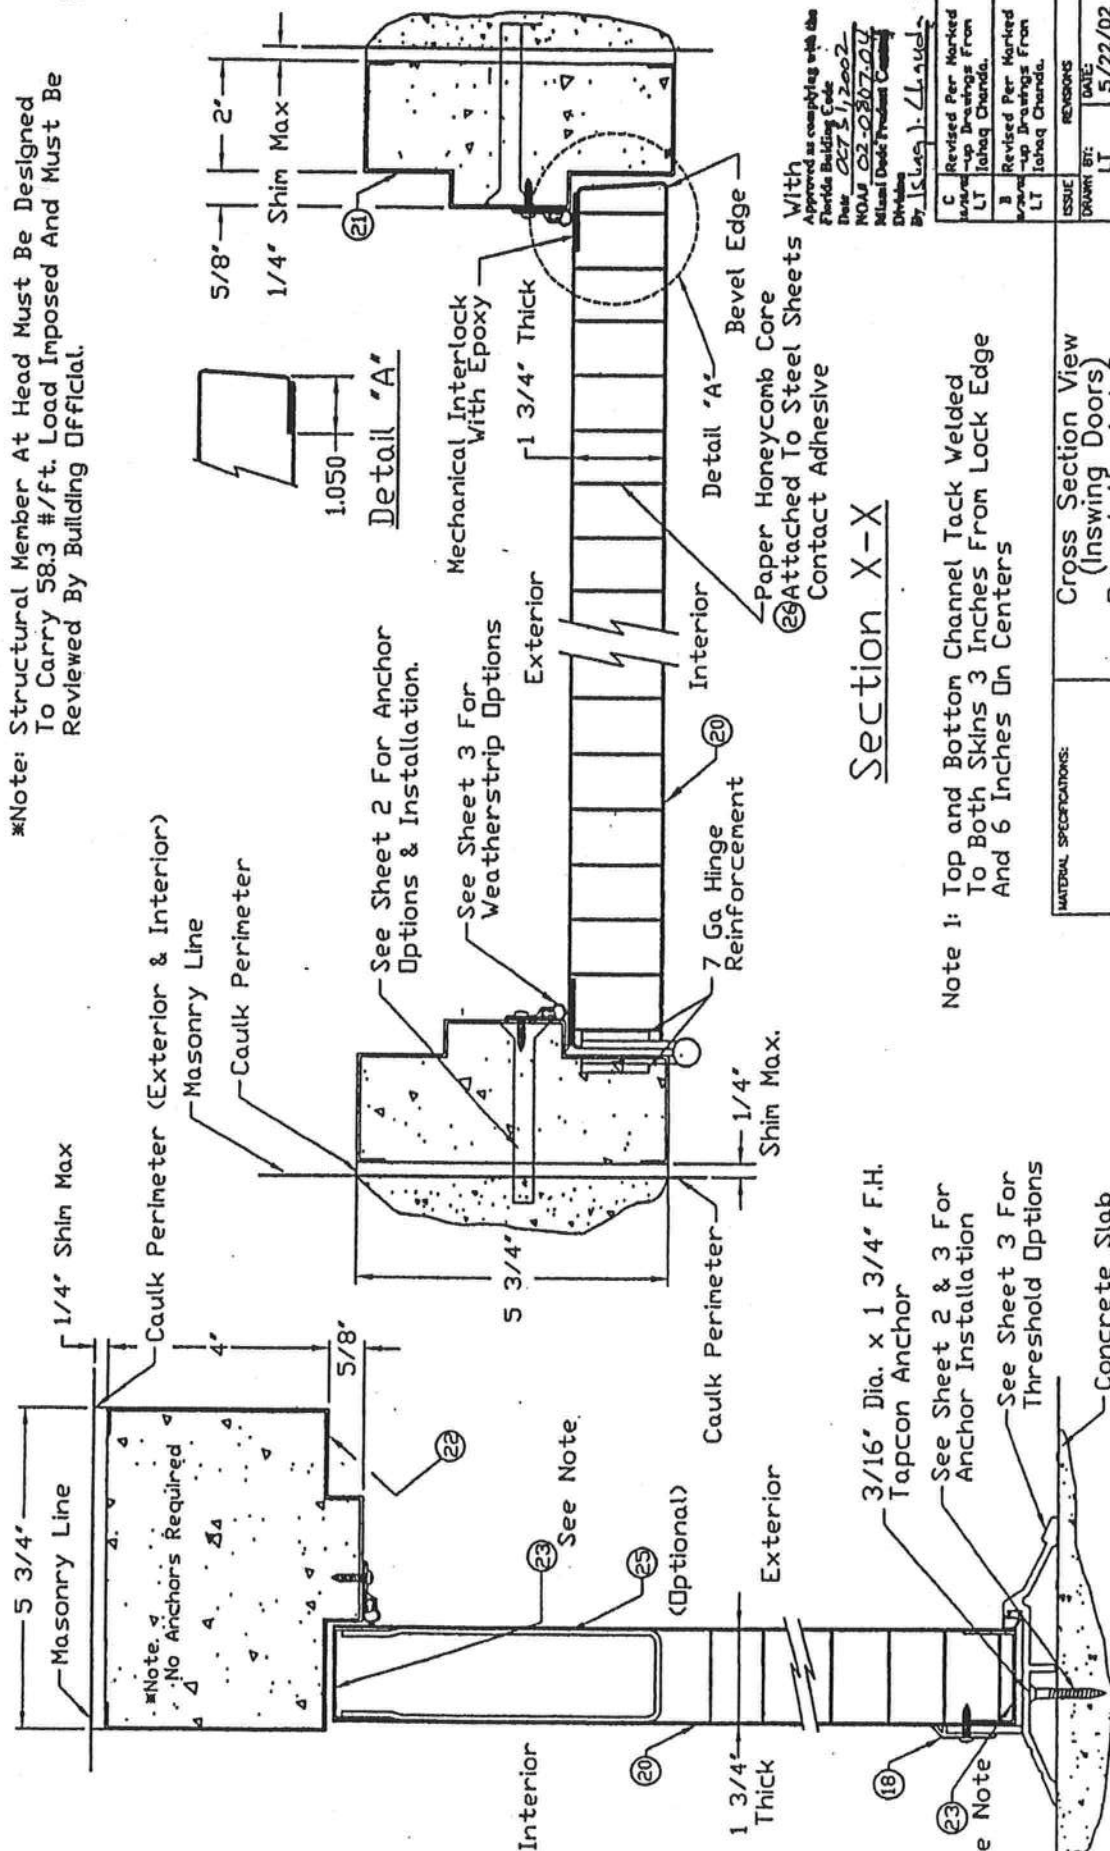 *Note: Structural Member At Head Must Be Designed
To Carry 58.3 #/ft. Load Imposed And Must Be
Reviewed By Building Official.
5 3/4"
Masonry Line
1/4" Shim Max
Caulk Perimeter (Exterior & Interior)
*Note.
No Anchors Required
4"
5/8"
22
23
See Note
25
(Optional)
Interior
Exterior
20
1 3/4"
Thick
18
23
e Note
3/16" Dia. x 1 3/4" F.H.
Tapcon Anchor
See Sheet 2 & 3 For
Anchor Installation
See Sheet 3 For
Threshold Options
Concrete Slab
Masonry Line
Caulk Perimeter
See Sheet 2 For Anchor
Options & Installation.
See Sheet 3 For
Weatherstrip Options
5 3/4"
Caulk Perimeter
1/4"
Shim Max.
7 Ga Hinge
Reinforcement
20
Exterior
Interior
1.050
Detail "A"
Mechanical Interlock
With Epoxy
1 3/4" Thick
5/8"
2"
1/4" Shim Max
21
Detail "A"
Bevel Edge
Paper Honeycomb Core
26 Attached To Steel Sheets With
Contact Adhesive
Section X-X
Note 1: Top and Bottom Channel Tack Welded
To Both Skins 3 Inches From Lock Edge
And 6 Inches On Centers
Approved as complying with the
Florida Building Code
Date OCT 31, 2002
NOA# 02-0807.04
Miami Dade Product Control
Division
By
C Revised Per Marked
-up Drawings From
LT Ishaq Chanda.
B Revised Per Marked
-up Drawings From
LT Ishaq Chanda.
ISSUE REVISIONS
DRAWN BY: DATE:
LT 5/22/02
MATERIAL SPECIFICATIONS:
Cross Section View
(Inswing Doors)